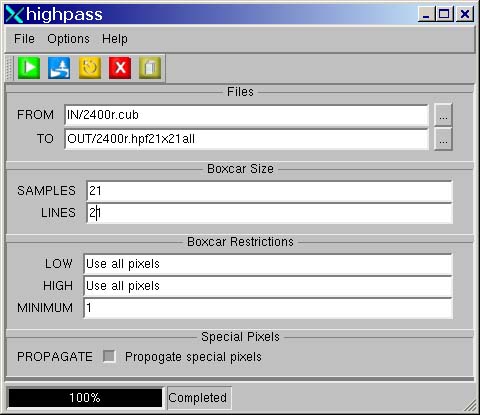 highpass
File Options Help
Files
FROM IN/2400r.cub ...
TO OUT/2400r.hpf21x21all ...
Boxcar Size
SAMPLES 21
LINES 21
Boxcar Restrictions
LOW Use all pixels
HIGH Use all pixels
MINIMUM 1
Special Pixels
PROPAGATE Propogate special pixels
100% Completed